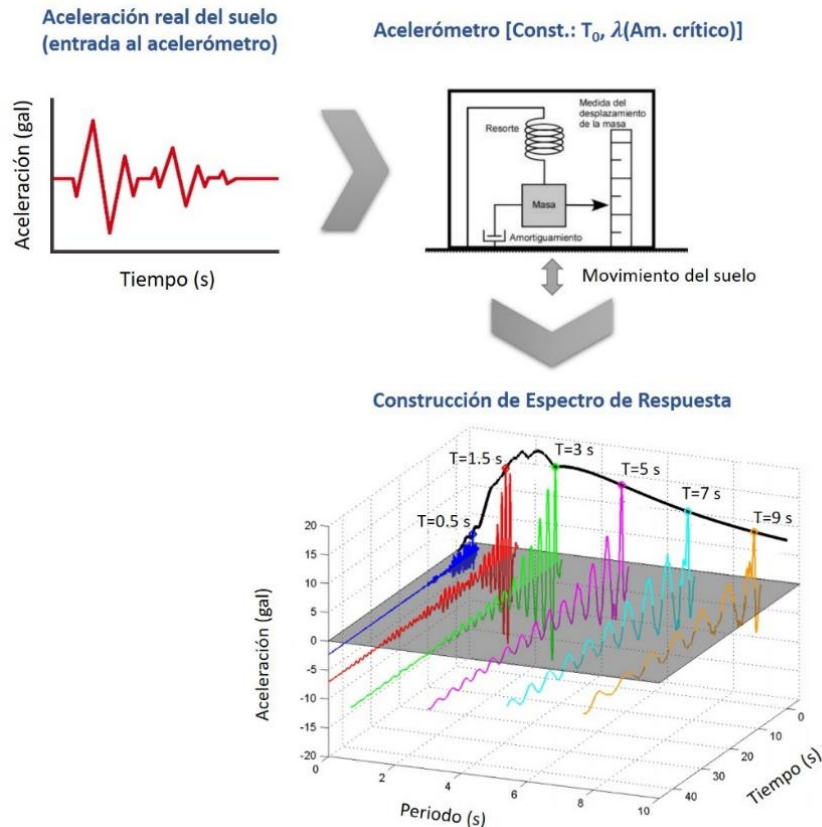 Aceleración real del suelo
(entrada al acelerómetro)
Acelerómetro [Const.: T₀, λ(Am. crítico)]
Aceleración (gal)
Tiempo (s)
Resorte
Medida del
desplazamiento
de la masa
Masa
Amortiguamiento
Movimiento del suelo
Construcción de Espectro de Respuesta
T=0.5 s
T=1.5 s
T=3 s
T=5 s
T=7 s
T=9 s
Aceleración (gal)
20
15
10
5
0
-5
-10
-15
-20
0
2
4
6
8
10
Periodo (s)
0
10
20
30
40
Tiempo (s)